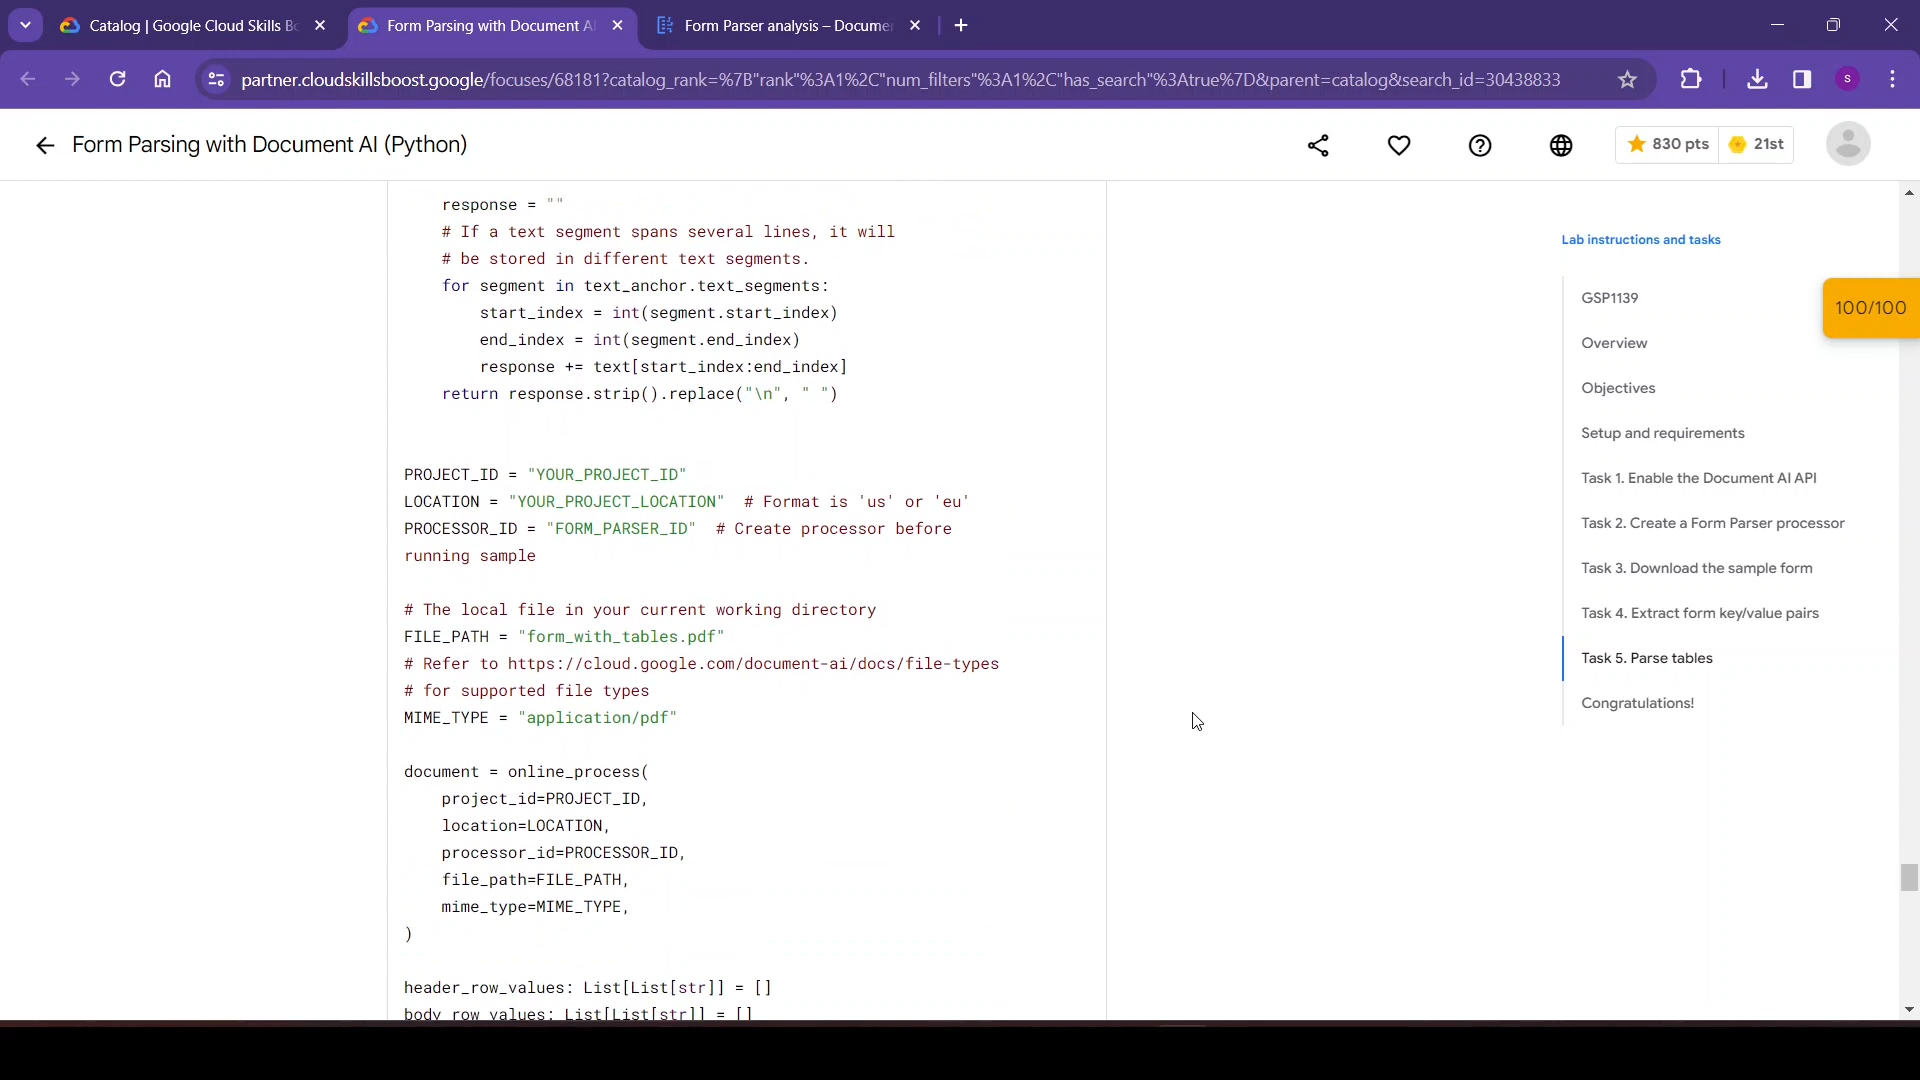 Catalog | Google Cloud Skills Bo
Form Parsing with Document AI
Form Parser analysis – Docume
partner.cloudskillsboost.google/focuses/68181?catalog_rank=%7B"rank"%3A1%2C"num_filters"%3A1%2C"has_search"%3Atrue%7D&parent=catalog&search_id=30438833
S
Form Parsing with Document AI (Python)
830 pts
21st
response = ""
# If a text segment spans several lines, it will
# be stored in different text segments.
for segment in text_anchor.text_segments:
start_index = int(segment.start_index)
end_index = int(segment.end_index)
response += text[start_index:end_index]
return response.strip().replace("\n", " ")
PROJECT_ID = "YOUR_PROJECT_ID"
LOCATION = "YOUR_PROJECT_LOCATION"  # Format is 'us' or 'eu'
PROCESSOR_ID = "FORM_PARSER_ID"  # Create processor before
running sample
# The local file in your current working directory
FILE_PATH = "form_with_tables.pdf"
# Refer to https://cloud.google.com/document-ai/docs/file-types
# for supported file types
MIME_TYPE = "application/pdf"
document = online_process(
project_id=PROJECT_ID,
location=LOCATION,
processor_id=PROCESSOR_ID,
file_path=FILE_PATH,
mime_type=MIME_TYPE,
)
header_row_values: List[List[str]] = []
body_row_values: List[List[str]] = []
Lab instructions and tasks
GSP1139
Overview
Objectives
Setup and requirements
Task 1. Enable the Document AI API
Task 2. Create a Form Parser processor
Task 3. Download the sample form
Task 4. Extract form key/value pairs
Task 5. Parse tables
Congratulations!
100/100